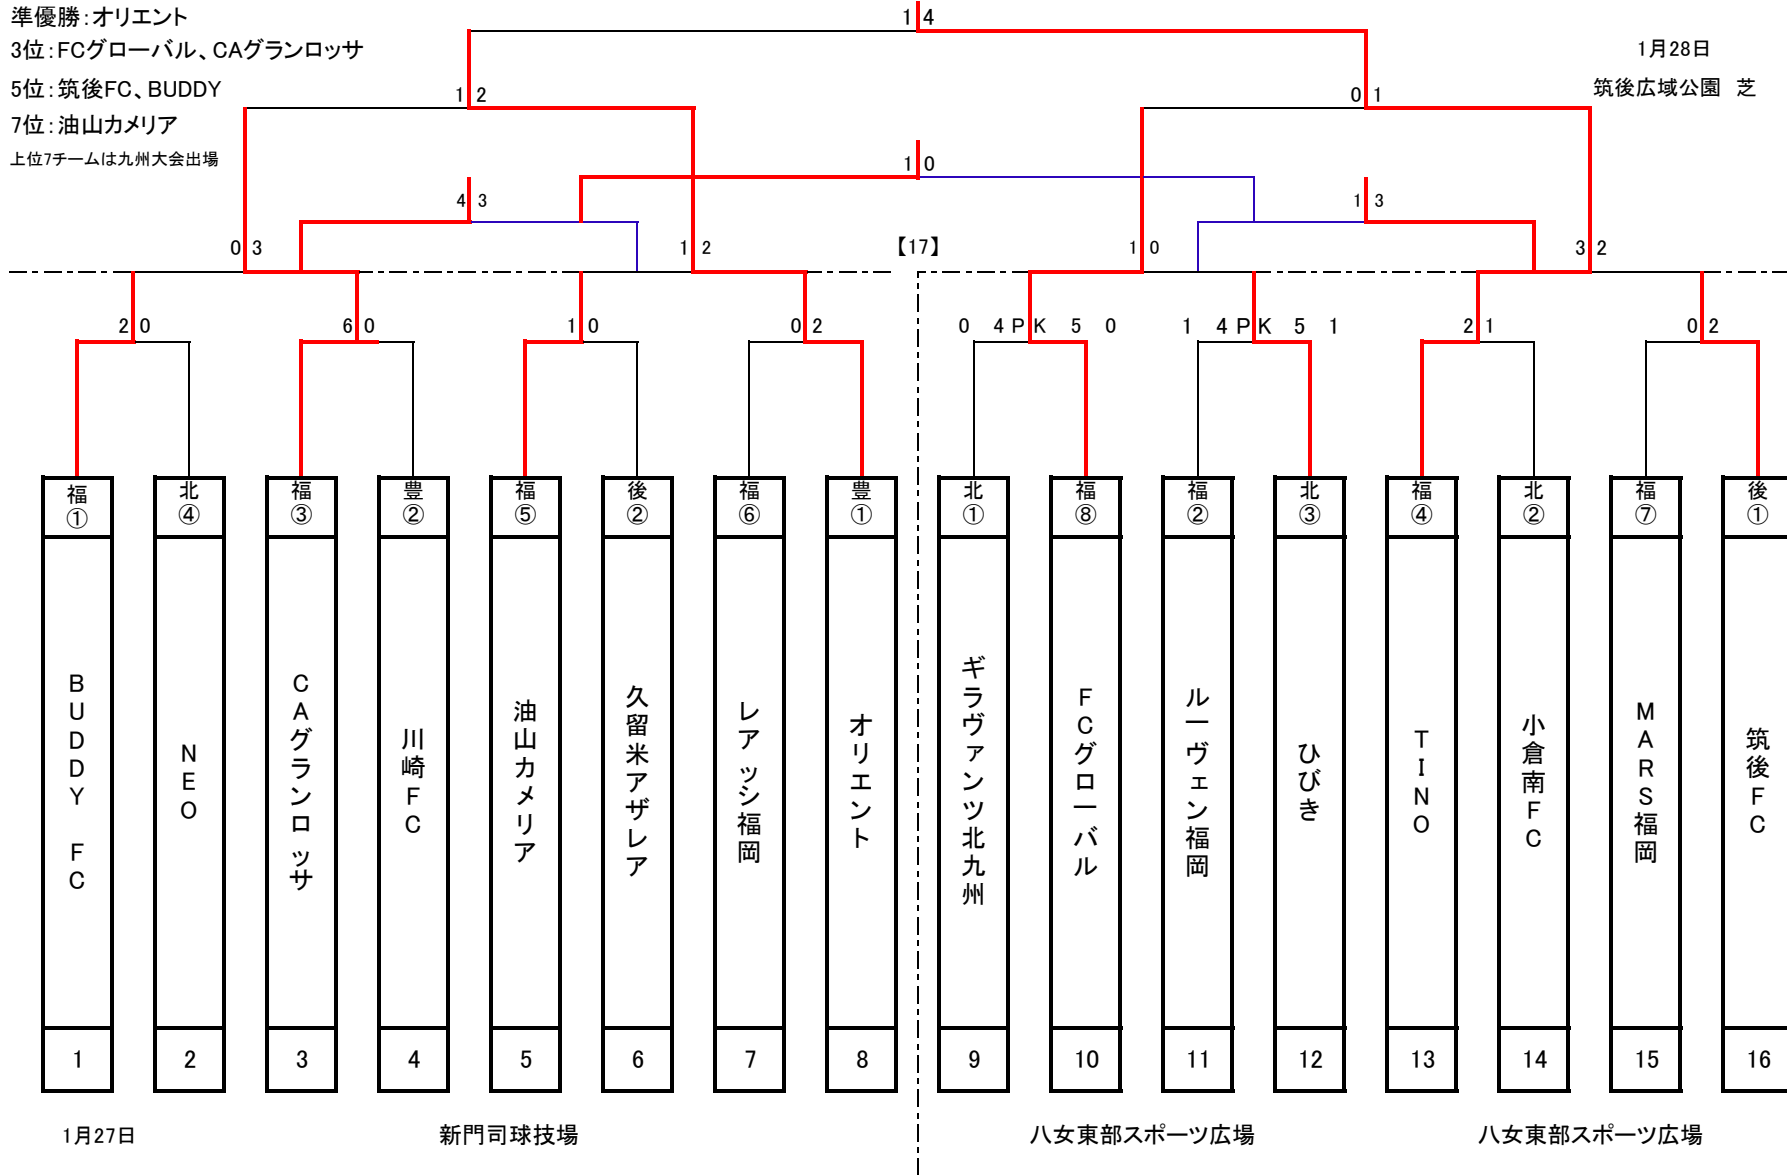 準優勝：オリエント
1 4
3位：FCグローバル、CAグランロッサ
1月28日
5位：筑後FC、BUDDY
1 2
0 1
筑後広域公園　芝
7位：油山カメリア
上位7チームは九州大会出場
1 0
4 3
1 3
0 3
1 2
【17】
1 0
3 2
2 0
6 0
1 0
0 2
0 4 PK 5 0
1 4 PK 5 1
2 1
0 2
福①
北④
福③
豊②
福⑤
後②
福⑥
豊①
北①
福⑧
福②
北③
福④
北②
福⑦
後①
BUDDY FC
NEO
CAグランロッサ
川崎FC
油山カメリア
久留米アザレア
レアッシ福岡
オリエント
ギラヴァンツ北九州
FCグローバル
ルーヴェン福岡
ひびき
TINO
小倉南FC
MARS福岡
筑後FC
1 2 3 4 5 6 7 8 9 10 11 12 13 14 15 16
1月27日
新門司球技場
八女東部スポーツ広場
八女東部スポーツ広場